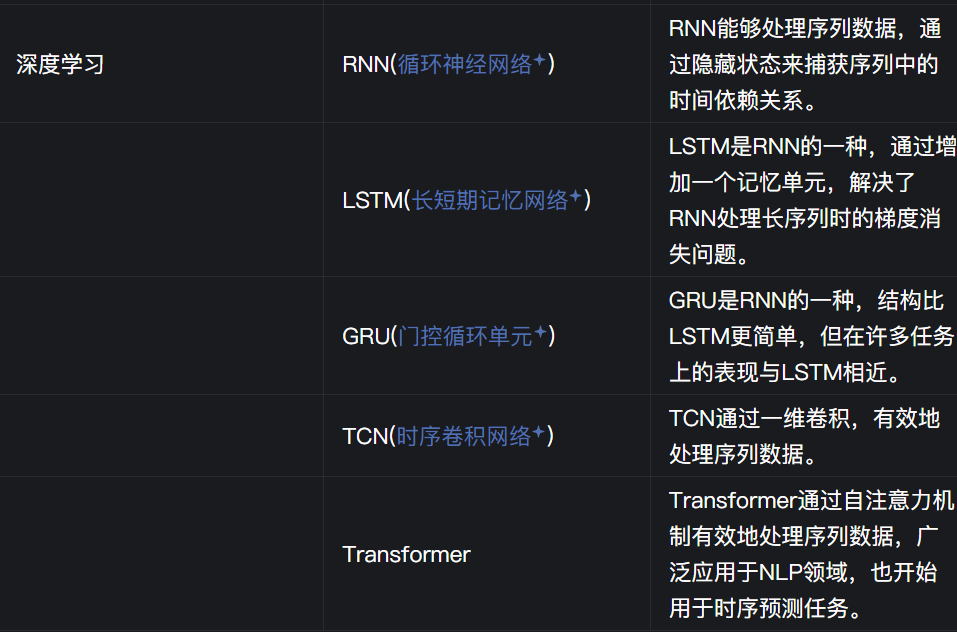 深度学习
RNN(循环神经网络)
RNN能够处理序列数据，通
过隐藏状态来捕获序列中的
时间依赖关系。
LSTM(长短期记忆网络)
LSTM是RNN的一种，通过增
加一个记忆单元，解决了
RNN处理长序列时的梯度消
失问题。
GRU(门控循环单元)
GRU是RNN的一种，结构比
LSTM更简单，但在许多任务
上的表现与LSTM相近。
TCN(时序卷积网络)
TCN通过一维卷积，有效地
处理序列数据。
Transformer
Transformer通过自注意力机
制有效地处理序列数据，广
泛应用于NLP领域，也开始
用于时序预测任务。